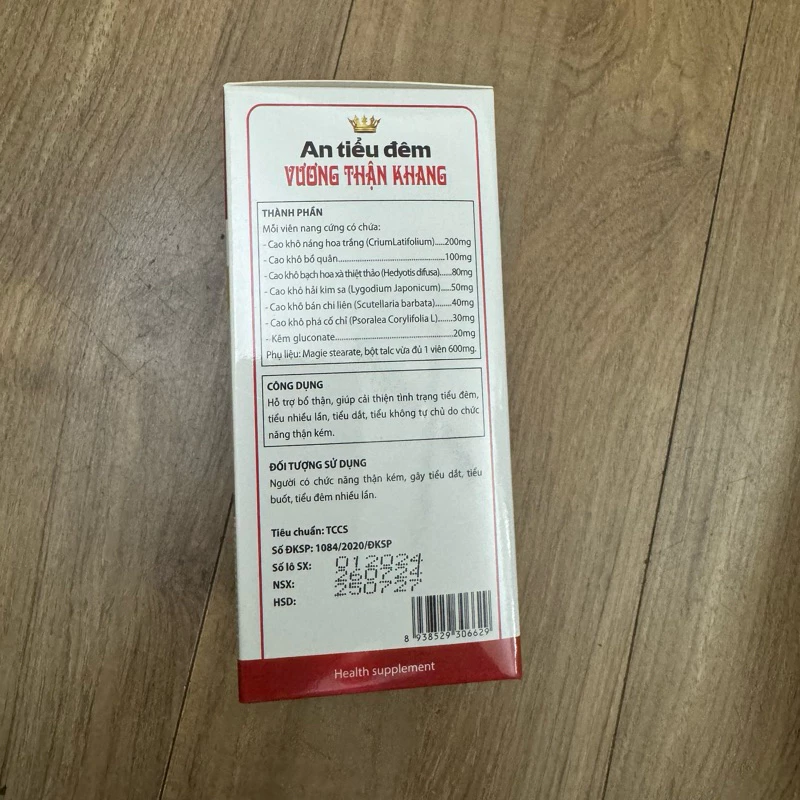 An tiểu đêm
VƯƠNG THẬN KHANG
THÀNH PHẦN
Mỗi viên nang cứng có chứa:
- Cao khô náng hoa trắng (CriumLatifolium).....200mg
- Cao khô bồ quân.............................................100mg
- Cao khô bạch hoa xà thiệt thảo (Hedyotis difusa).....80mg
- Cao khô hải kim sa (Lygodium Japonicum).....50mg
- Cao khô bán chi liên (Scutellaria barbata)........40mg
- Cao khô phá cố chỉ (Psoralea Corylifolia L).......30mg
- Kẽm gluconate.................................................20mg
Phụ liệu: Magie stearate, bột talc vừa đủ 1 viên 600mg.
CÔNG DỤNG
Hỗ trợ bổ thận, giúp cải thiện tình trạng tiểu đêm,
tiểu nhiều lần, tiểu dắt, tiểu không tự chủ do chức
năng thận kém.
ĐỐI TƯỢNG SỬ DỤNG
Người có chức năng thận kém, gây tiểu dắt, tiểu
buốt, tiểu đêm nhiều lần.
Tiêu chuẩn: TCCS
Số ĐKSP: 1084/2020/ĐKSP
Số lô SX: 012024
NSX: 260724
HSD: 250727
8 938529 306629
Health supplement